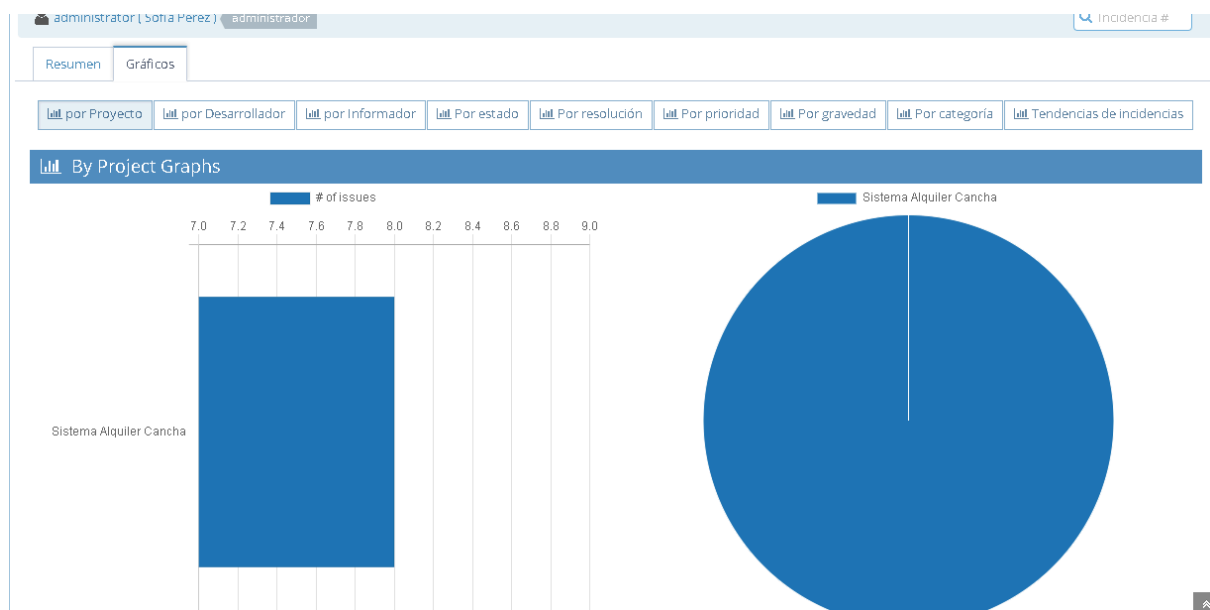 administrator ( Sofia Perez ) administrador
Incidencia #
Resumen Gráficos
por Proyecto por Desarrollador por Informador Por estado Por resolución Por prioridad Por gravedad Por categoría Tendencias de incidencias
By Project Graphs
# of issues
7.0 7.2 7.4 7.6 7.8 8.0 8.2 8.4 8.6 8.8 9.0
Sistema Alquiler Cancha
Sistema Alquiler Cancha